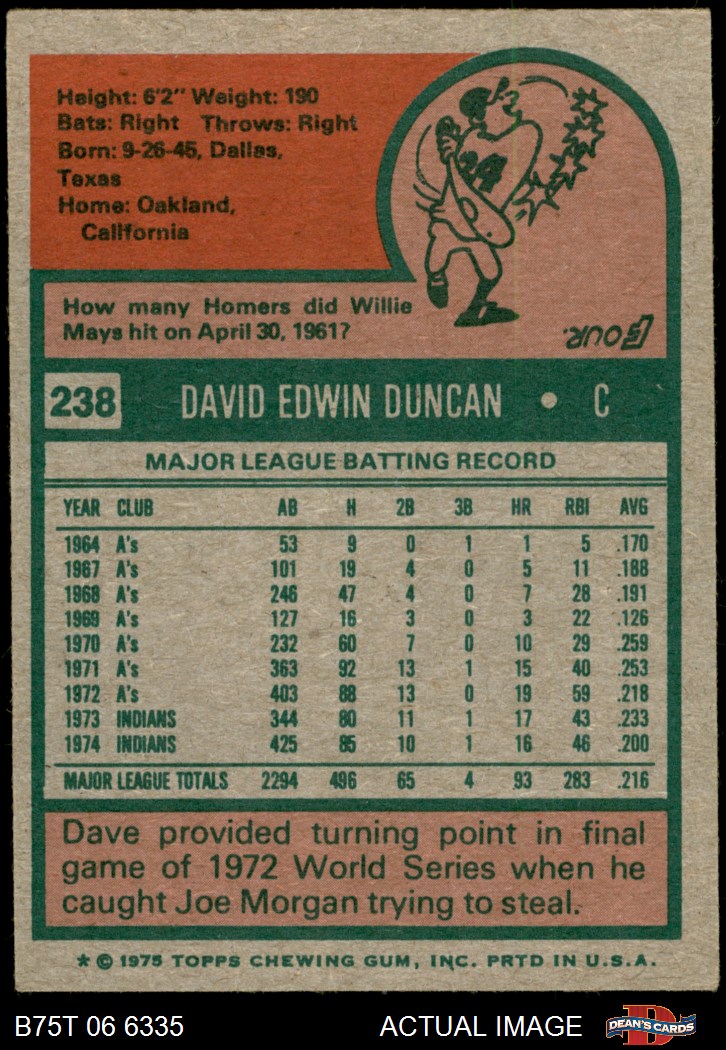 Height: 6'2" Weight: 190
Bats: Right Throws: Right
Born: 9-26-45, Dallas,
Texas
Home: Oakland,
California
24
How many Homers did Willie
Mays hit on April 30, 1961?
FOUR.
238 DAVID EDWIN DUNCAN • C
MAJOR LEAGUE BATTING RECORD
YEAR CLUB AB H 2B 3B HR RBI AVG
1964 A's 53 9 0 1 1 5 .170
1967 A's 101 19 4 0 5 11 .188
1968 A's 246 47 4 0 7 28 .191
1969 A's 127 16 3 0 3 22 .126
1970 A's 232 60 7 0 10 29 .259
1971 A's 363 92 13 1 15 40 .253
1972 A's 403 88 13 0 19 59 .218
1973 INDIANS 344 80 11 1 17 43 .233
1974 INDIANS 425 85 10 1 16 46 .200
MAJOR LEAGUE TOTALS 2294 496 65 4 93 283 .216
Dave provided turning point in final
game of 1972 World Series when he
caught Joe Morgan trying to steal.
* © 1975 TOPPS CHEWING GUM, INC. PRTD IN U.S.A.
B75T 06 6335 ACTUAL IMAGE DEAN'S CARDS